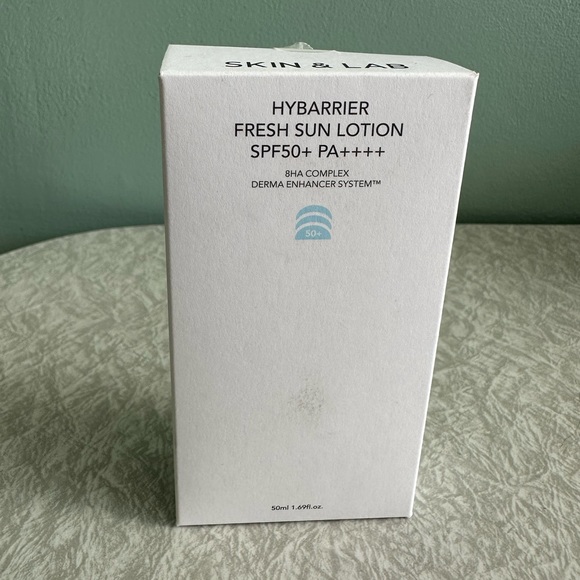 SKIN & LAB
HYBARRIER
FRESH SUN LOTION
SPF50+ PA++++
8HA COMPLEX
DERMA ENHANCER SYSTEM™
50+
50ml 1.69fl.oz.